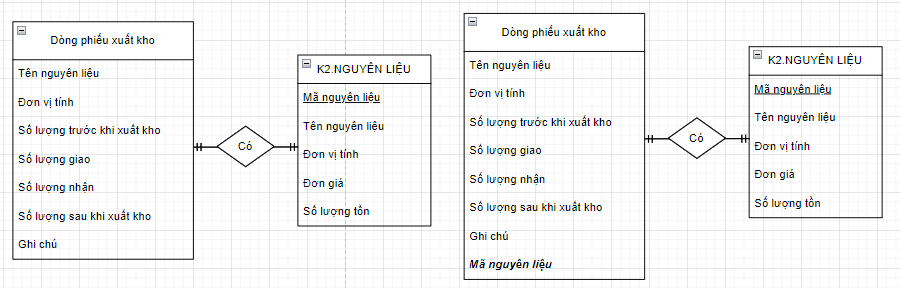 Dòng phiếu xuất kho
Tên nguyên liệu
Đơn vị tính
Số lượng trước khi xuất kho
Số lượng giao
Số lượng nhận
Số lượng sau khi xuất kho
Ghi chú
Có
K2.NGUYÊN LIỆU
Mã nguyên liệu
Tên nguyên liệu
Đơn vị tính
Đơn giá
Số lượng tồn
Dòng phiếu xuất kho
Tên nguyên liệu
Đơn vị tính
Số lượng trước khi xuất kho
Số lượng giao
Số lượng nhận
Số lượng sau khi xuất kho
Ghi chú
Mã nguyên liệu
Có
K2.NGUYÊN LIỆU
Mã nguyên liệu
Tên nguyên liệu
Đơn vị tính
Đơn giá
Số lượng tồn